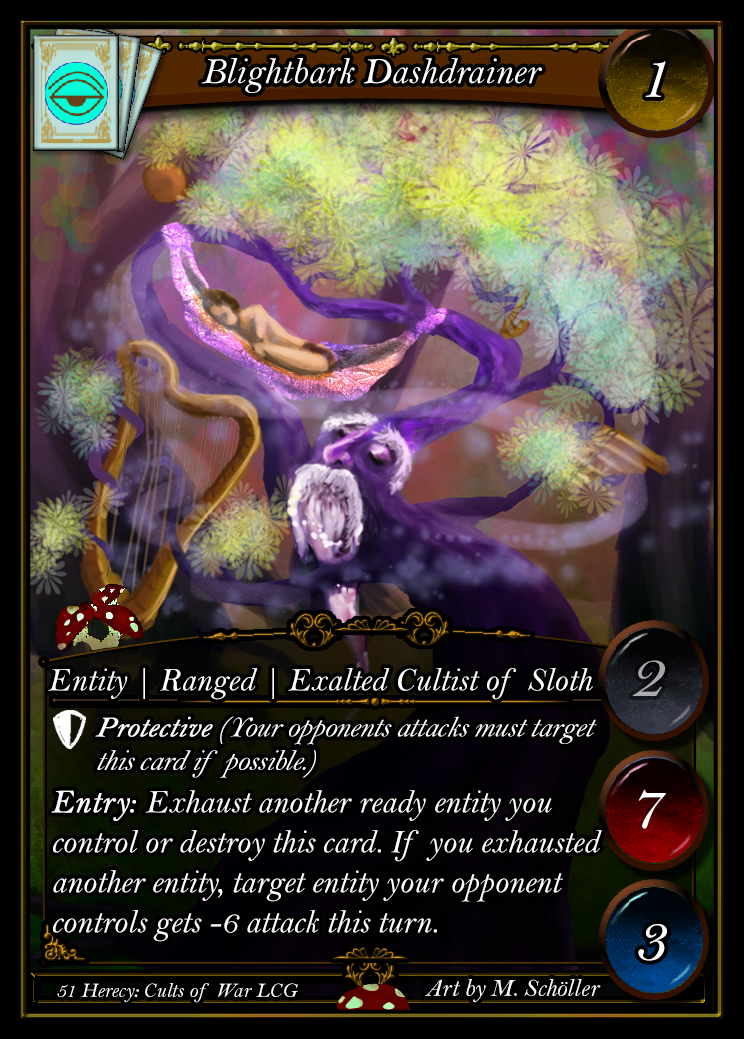 Blightbark Dashdrainer
1
Entity | Ranged | Exalted Cultist of Sloth
2
Protective (Your opponents attacks must target
this card if possible.)
7
Entry: Exhaust another ready entity you
control or destroy this card. If you exhausted
another entity, target entity your opponent
controls gets -6 attack this turn.
3
51 Herecy: Cults of War LCG
Art by M. Schöller